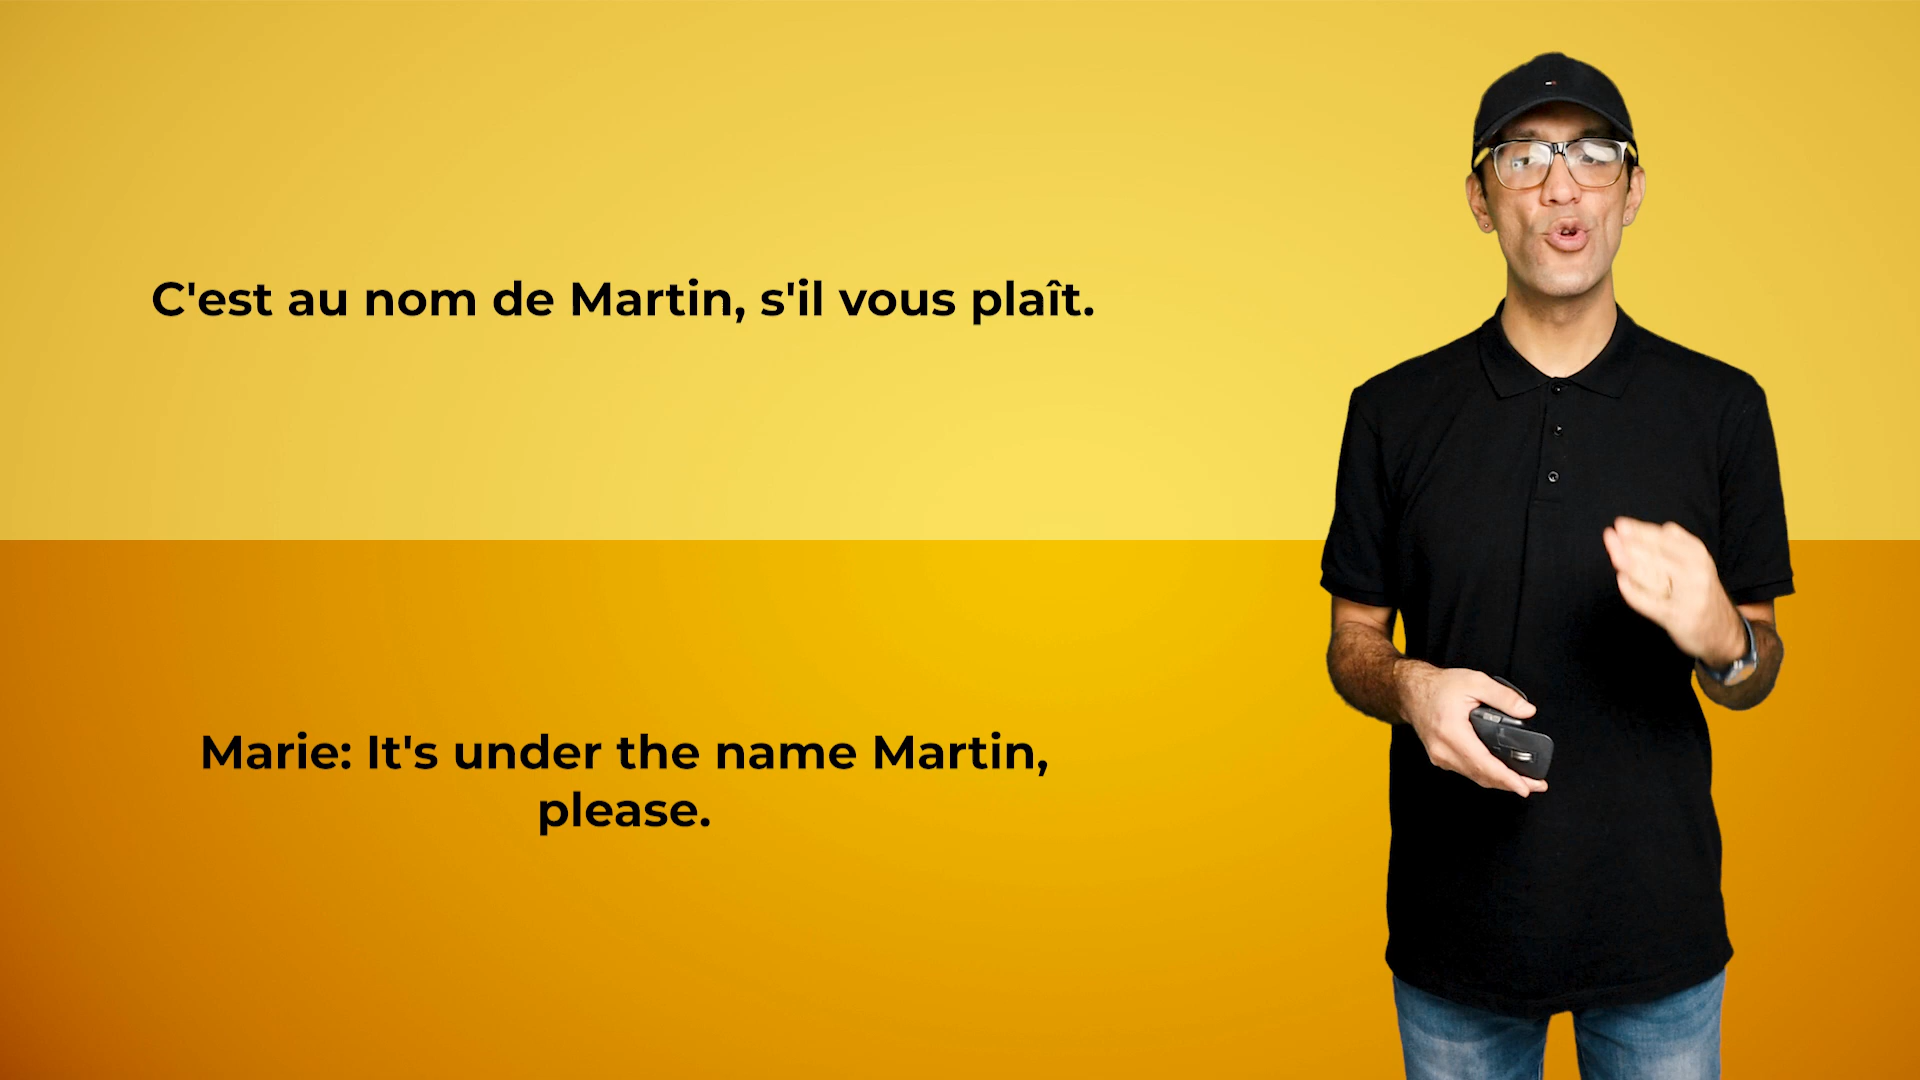 C'est au nom de Martin, s'il vous plaît.
Marie: It's under the name Martin,
please.